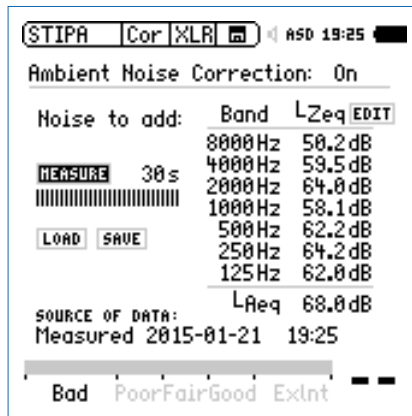 STIPA Cor XLR ASD 19:25
Ambient Noise Correction: On
Noise to add: Band LZeq EDIT
8000Hz 50.2dB
MEASURE 30s 4000Hz 59.5dB
2000Hz 64.0dB
1000Hz 58.1dB
LOAD SAVE 500Hz 62.2dB
250Hz 64.2dB
125Hz 62.0dB
LAeq 68.0dB
SOURCE OF DATA:
Measured 2015-01-21 19:25
Bad Poor Fair Good Exlnt --